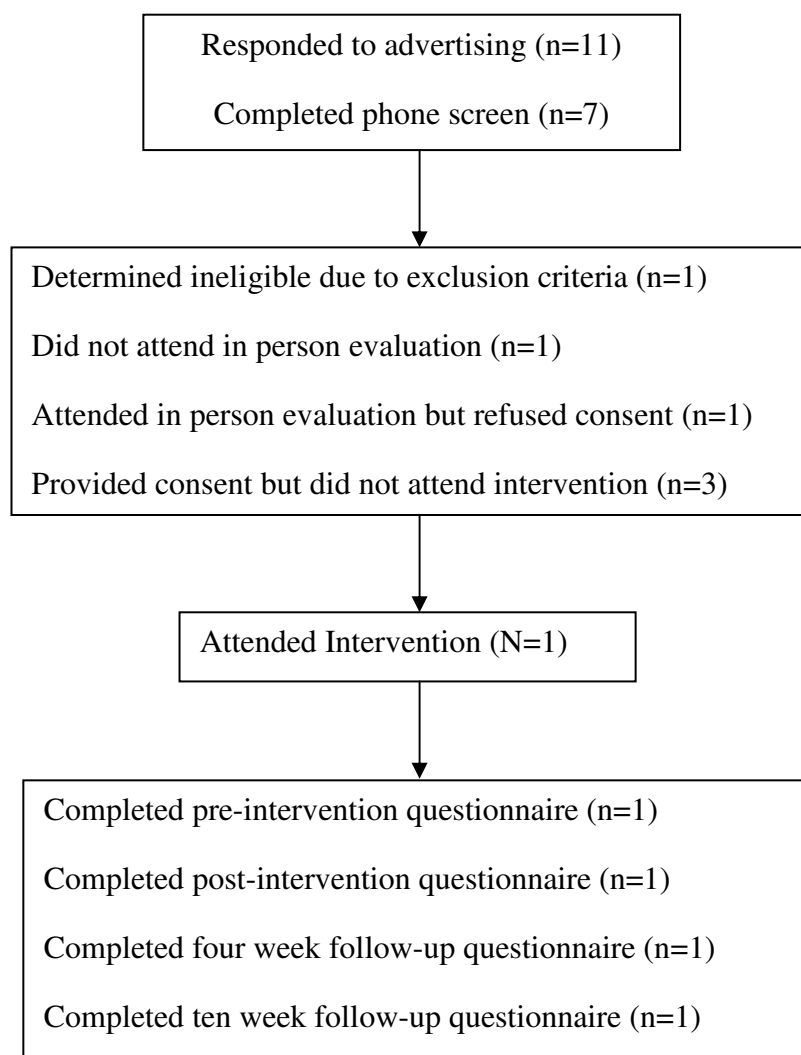 Responded to advertising (n=11)
Completed phone screen (n=7)
Determined ineligible due to exclusion criteria (n=1)
Did not attend in person evaluation (n=1)
Attended in person evaluation but refused consent (n=1)
Provided consent but did not attend intervention (n=3)
Attended Intervention (N=1)
Completed pre-intervention questionnaire (n=1)
Completed post-intervention questionnaire (n=1)
Completed four week follow-up questionnaire (n=1)
Completed ten week follow-up questionnaire (n=1)